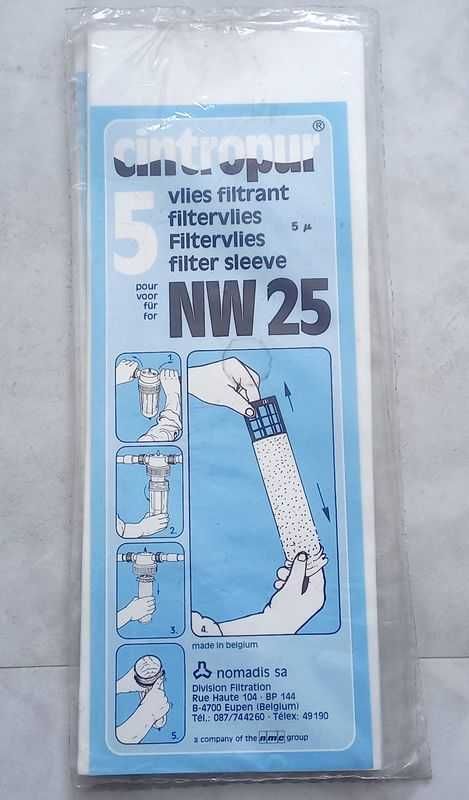 cintropur®
5
vlies filtrant
filtervlies
Filtervlies
filter sleeve
5 µ
pour
voor
für
for
NW 25
1.
2.
3.
4.
5.
made in belgium
nomadis sa
Division Filtration
Rue Haute 104 · BP 144
B-4700 Eupen (Belgium)
Tél.: 087/744260 · Télex: 49190
a company of the nmc group